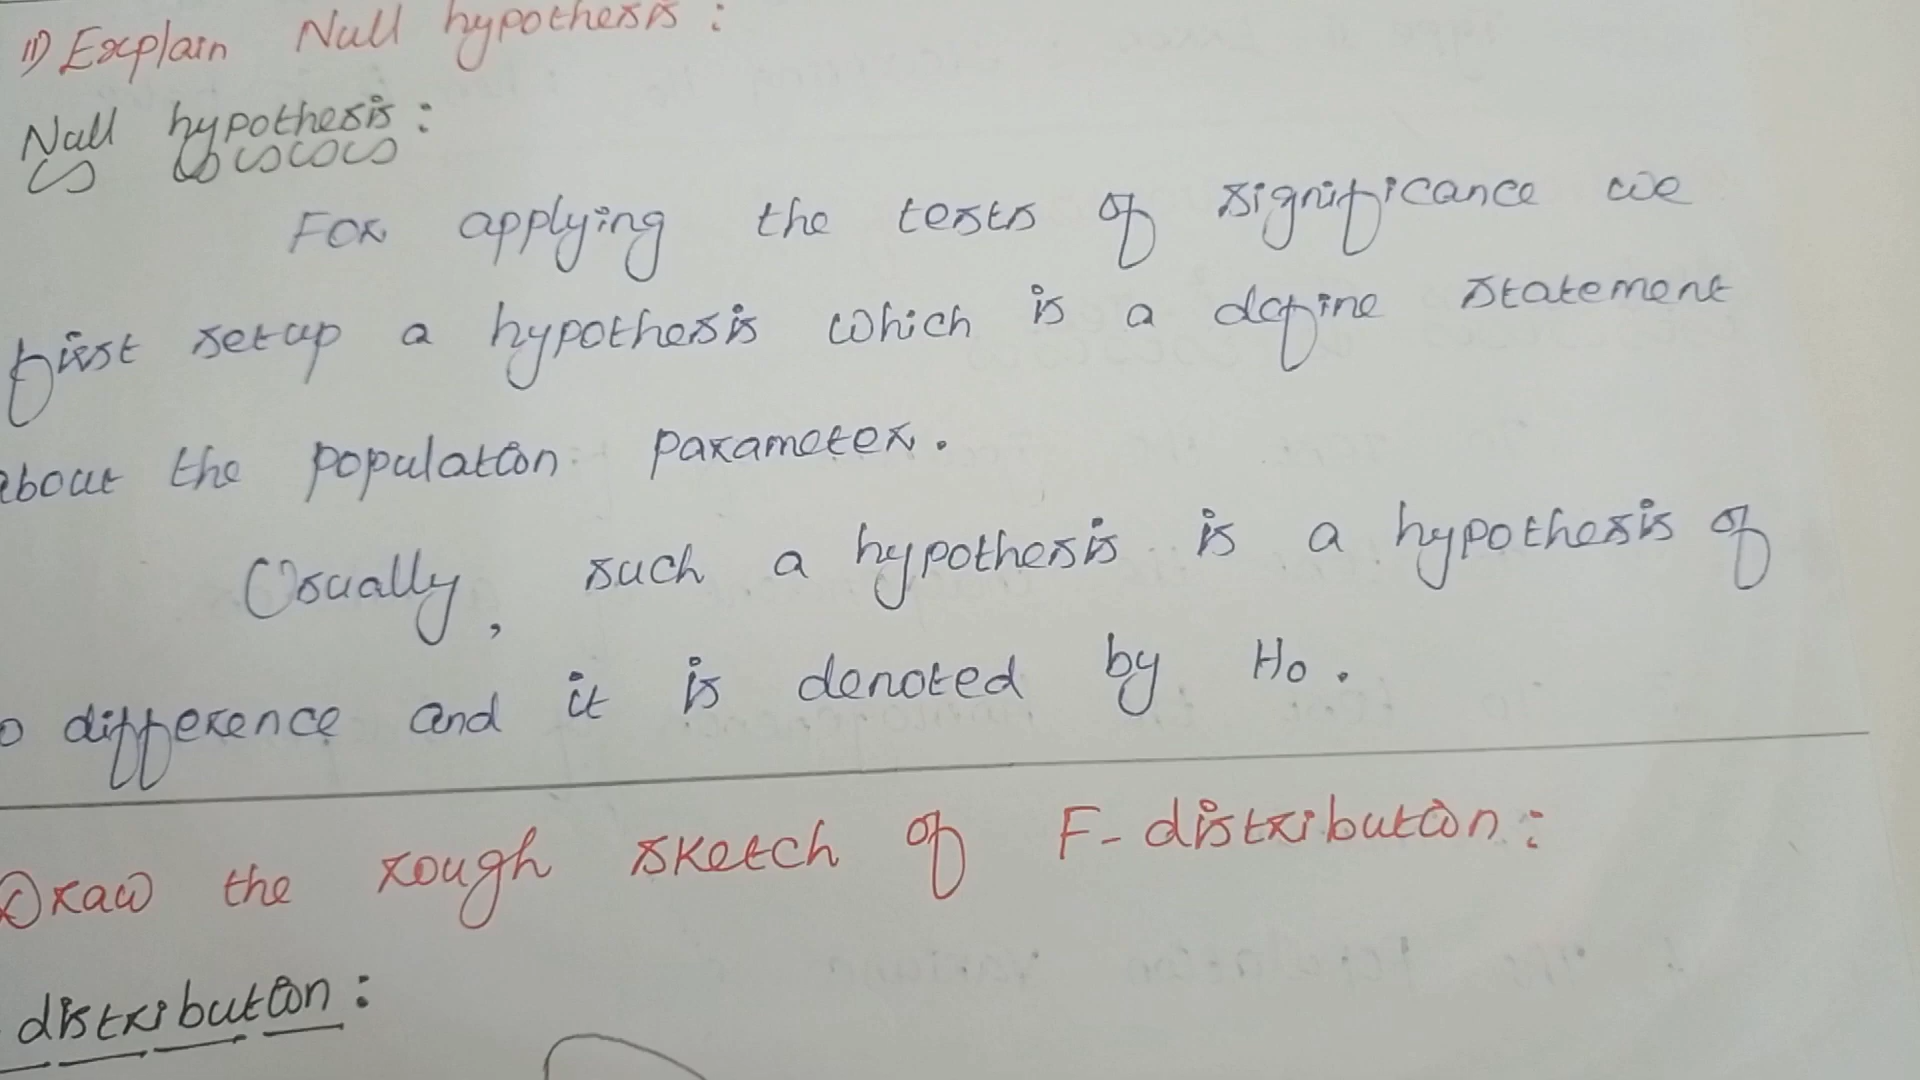 11) Explain Null hypothesis :
Null hypothesis :
For applying the tests of significance we
first setup a hypothesis which is a define statement
about the population parameter.
Usually, such a hypothesis is a hypothesis of
o difference and it is denoted by Ho.
Draw the rough sketch of F-distribution :
distribution :